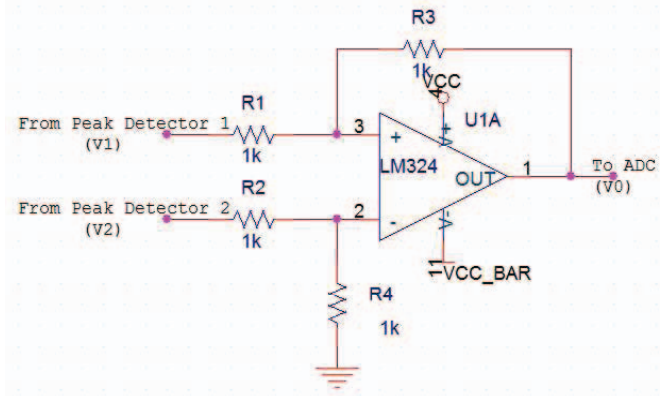 R3
1k
VCC
4
R1
From Peak Detector 1
(V1)
1k
3
+
V+
U1A
LM324
OUT
1
To ADC
(V0)
R2
From Peak Detector 2
(V2)
1k
2
-
V-
11
VCC_BAR
R4
1k